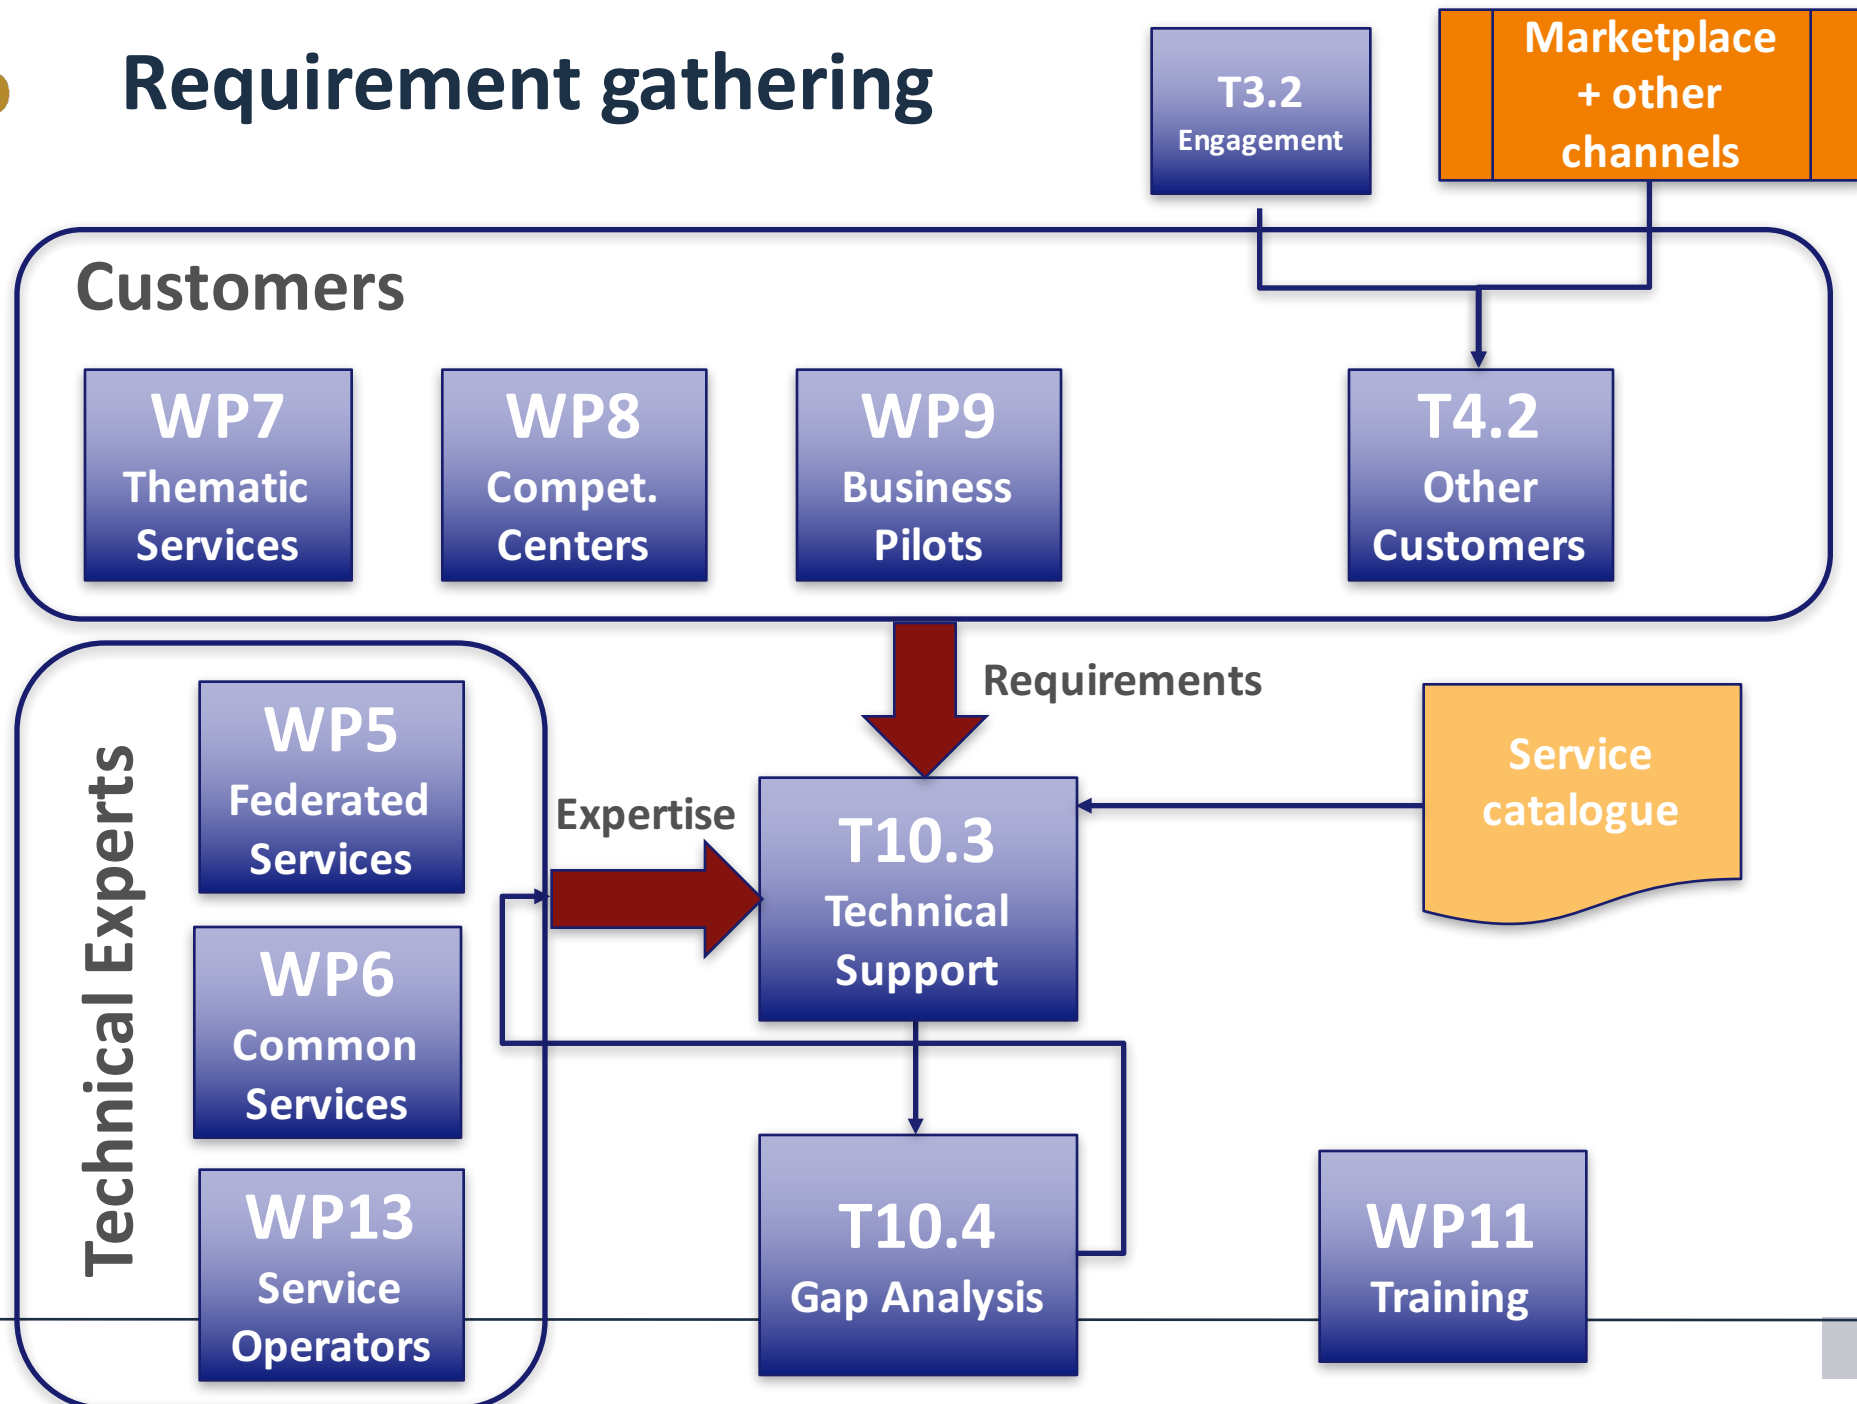 Requirement gathering
T3.2
Engagement
Marketplace
+ other
channels
Customers
WP7
Thematic
Services
WP8
Compet.
Centers
WP9
Business
Pilots
T4.2
Other
Customers
Requirements
Technical Experts
WP5
Federated
Services
WP6
Common
Services
WP13
Service
Operators
Expertise
T10.3
Technical
Support
Service
catalogue
T10.4
Gap Analysis
WP11
Training